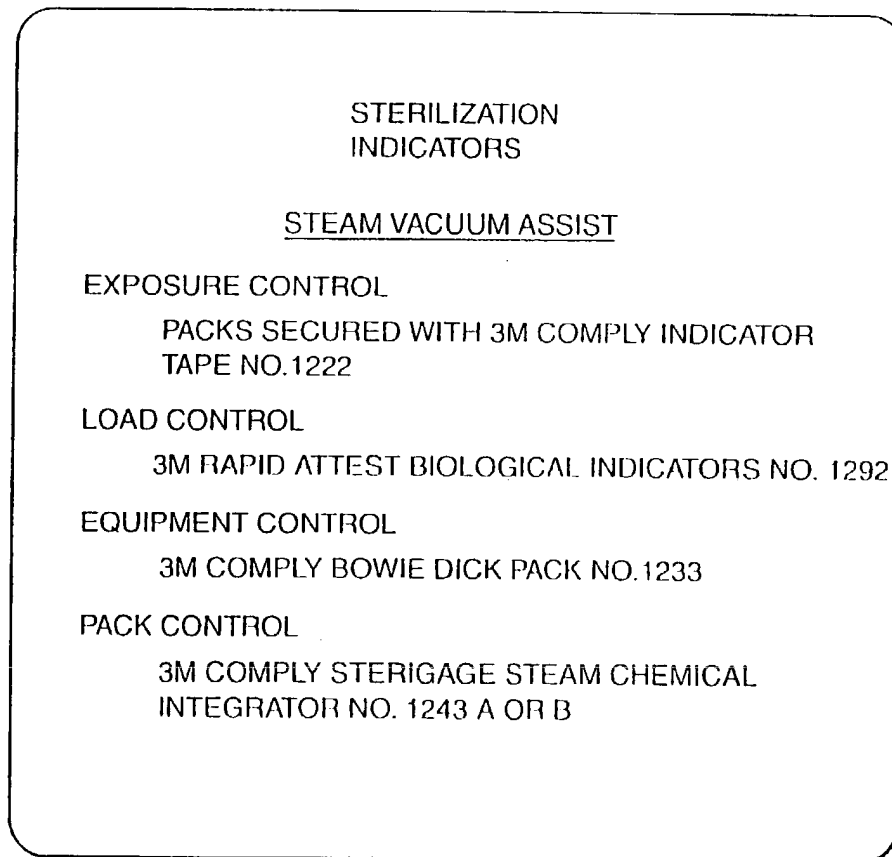 STERILIZATION
INDICATORS
STEAM VACUUM ASSIST
EXPOSURE CONTROL
PACKS SECURED WITH 3M COMPLY INDICATOR
TAPE NO.1222
LOAD CONTROL
3M RAPID ATTEST BIOLOGICAL INDICATORS NO. 1292
EQUIPMENT CONTROL
3M COMPLY BOWIE DICK PACK NO.1233
PACK CONTROL
3M COMPLY STERIGAGE STEAM CHEMICAL
INTEGRATOR NO. 1243 A OR B